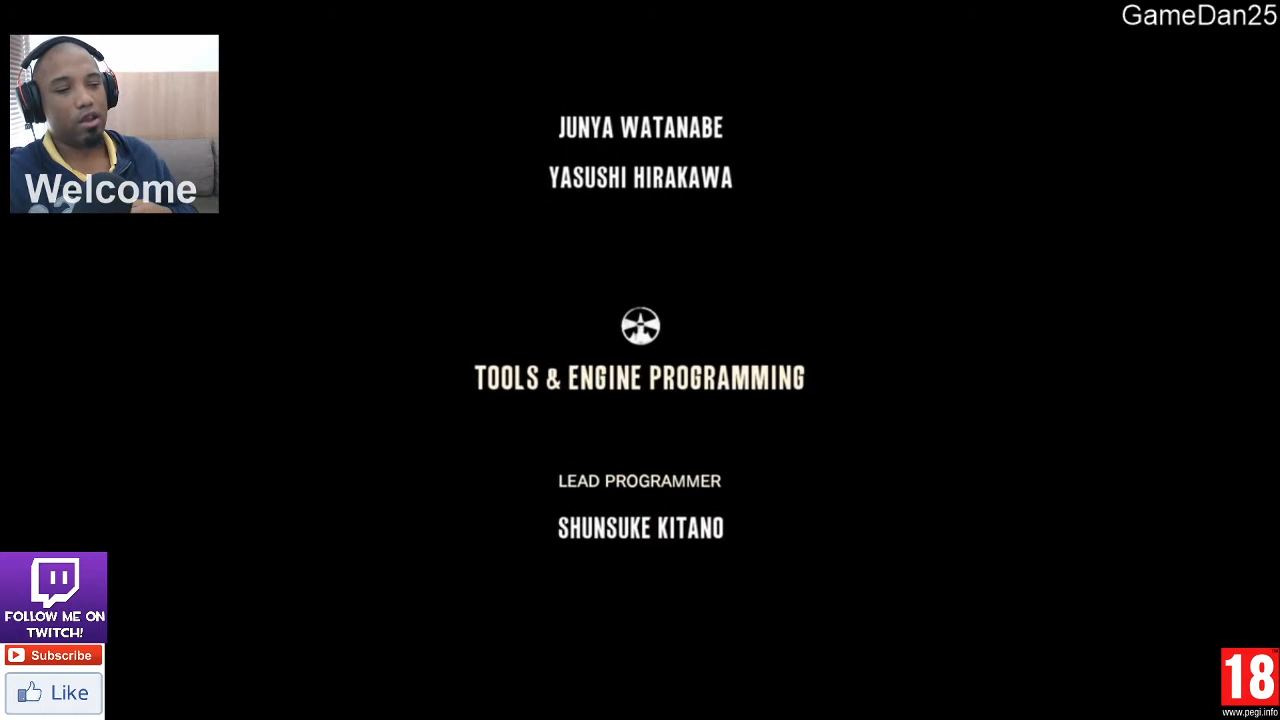 GameDan25
Welcome
JUNYA WATANABE
YASUSHI HIRAKAWA
TOOLS & ENGINE PROGRAMMING
LEAD PROGRAMMER
SHUNSUKE KITANO
FOLLOW ME ON
TWITCH!
Subscribe
Like
18
www.pegi.info